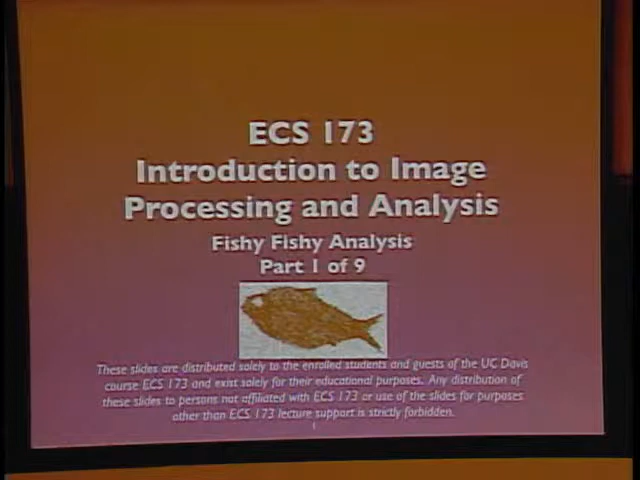 ECS 173
Introduction to Image
Processing and Analysis
Fishy Fishy Analysis
Part 1 of 9
These slides are distributed solely to the enrolled students and guests of the UC Davis
course ECS 173 and exist solely for their educational purposes. Any distribution of
these slides to persons not affiliated with ECS 173 or use of the slides for purposes
other than ECS 173 lecture support is strictly forbidden.
1